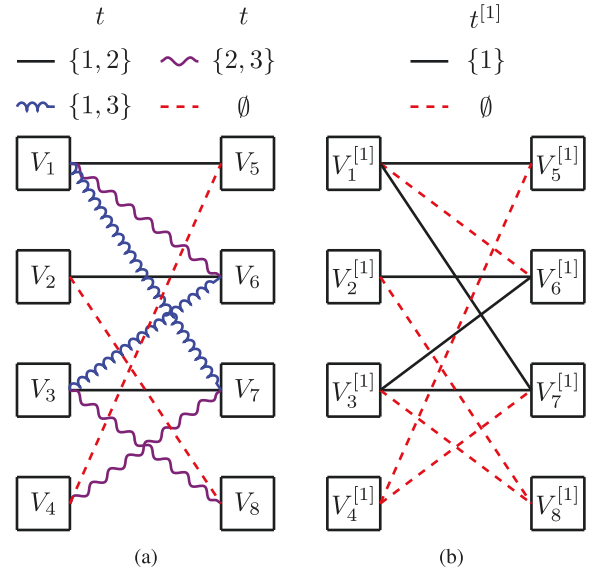 t t t^{[1]}
{1, 2} {2, 3} {1}
{1, 3} ∅ ∅
V_1 V_5 V_1^{[1]} V_5^{[1]}
V_2 V_6 V_2^{[1]} V_6^{[1]}
V_3 V_7 V_3^{[1]} V_7^{[1]}
V_4 V_8 V_4^{[1]} V_8^{[1]}
(a) (b)